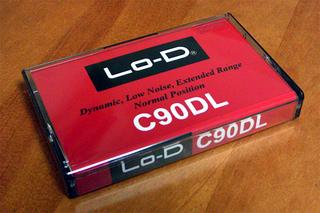 Lo-D®
Dynamic, Low Noise, Extended Range
Normal Position
C90DL
Lo-D C90DL